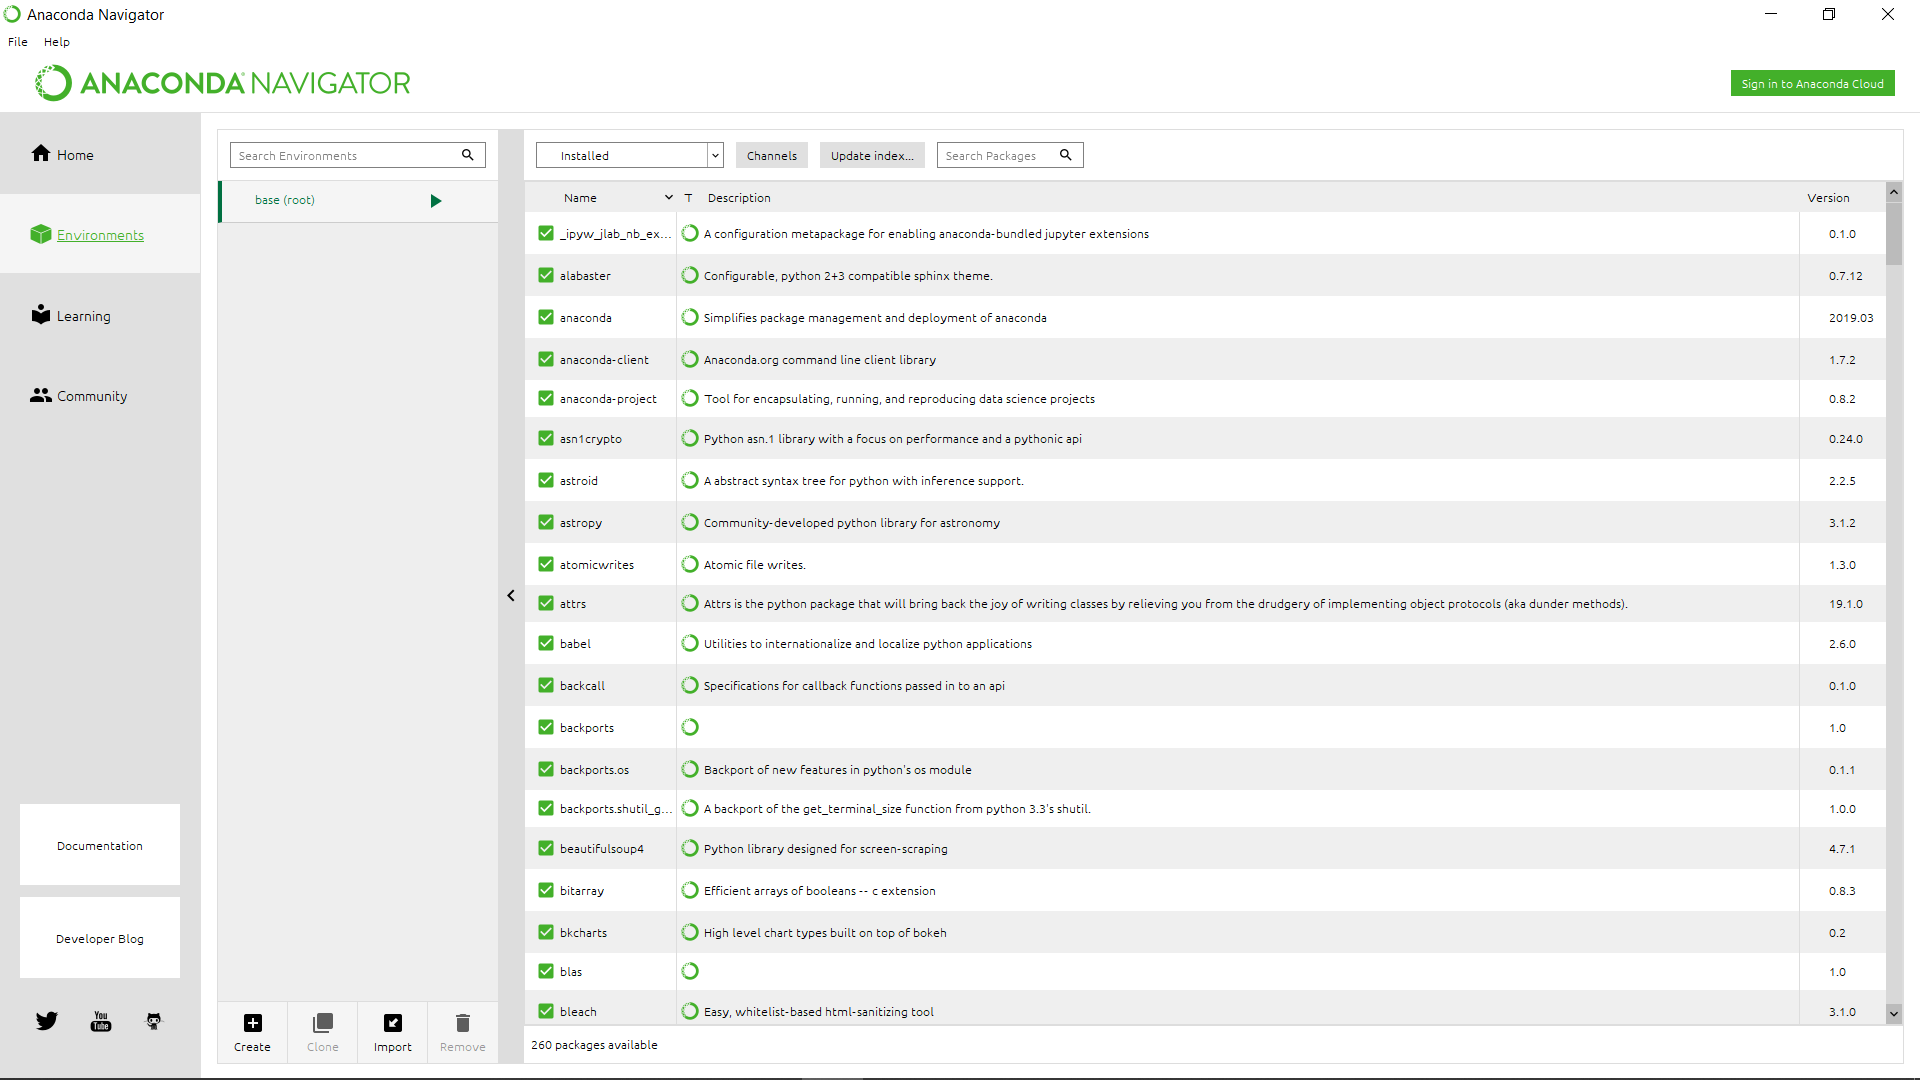 Anaconda Navigator
File Help
ANACONDA NAVIGATOR
Sign in to Anaconda Cloud
Home
Environments
Learning
Community
Documentation
Developer Blog
You Tube
Search Environments
base (root)
Create Clone Import Remove
Installed Channels Update index... Search Packages
Name T Description Version
_ipyw_jlab_nb_ex... A configuration metapackage for enabling anaconda-bundled jupyter extensions 0.1.0
alabaster Configurable, python 2+3 compatible sphinx theme. 0.7.12
anaconda Simplifies package management and deployment of anaconda 2019.03
anaconda-client Anaconda.org command line client library 1.7.2
anaconda-project Tool for encapsulating, running, and reproducing data science projects 0.8.2
asn1crypto Python asn.1 library with a focus on performance and a pythonic api 0.24.0
astroid A abstract syntax tree for python with inference support. 2.2.5
astropy Community-developed python library for astronomy 3.1.2
atomicwrites Atomic file writes. 1.3.0
attrs Attrs is the python package that will bring back the joy of writing classes by relieving you from the drudgery of implementing object protocols (aka dunder methods). 19.1.0
babel Utilities to internationalize and localize python applications 2.6.0
backcall Specifications for callback functions passed in to an api 0.1.0
backports 1.0
backports.os Backport of new features in python's os module 0.1.1
backports.shutil_g... A backport of the get_terminal_size function from python 3.3's shutil. 1.0.0
beautifulsoup4 Python library designed for screen-scraping 4.7.1
bitarray Efficient arrays of booleans -- c extension 0.8.3
bkcharts High level chart types built on top of bokeh 0.2
blas 1.0
bleach Easy, whitelist-based html-sanitizing tool 3.1.0
260 packages available